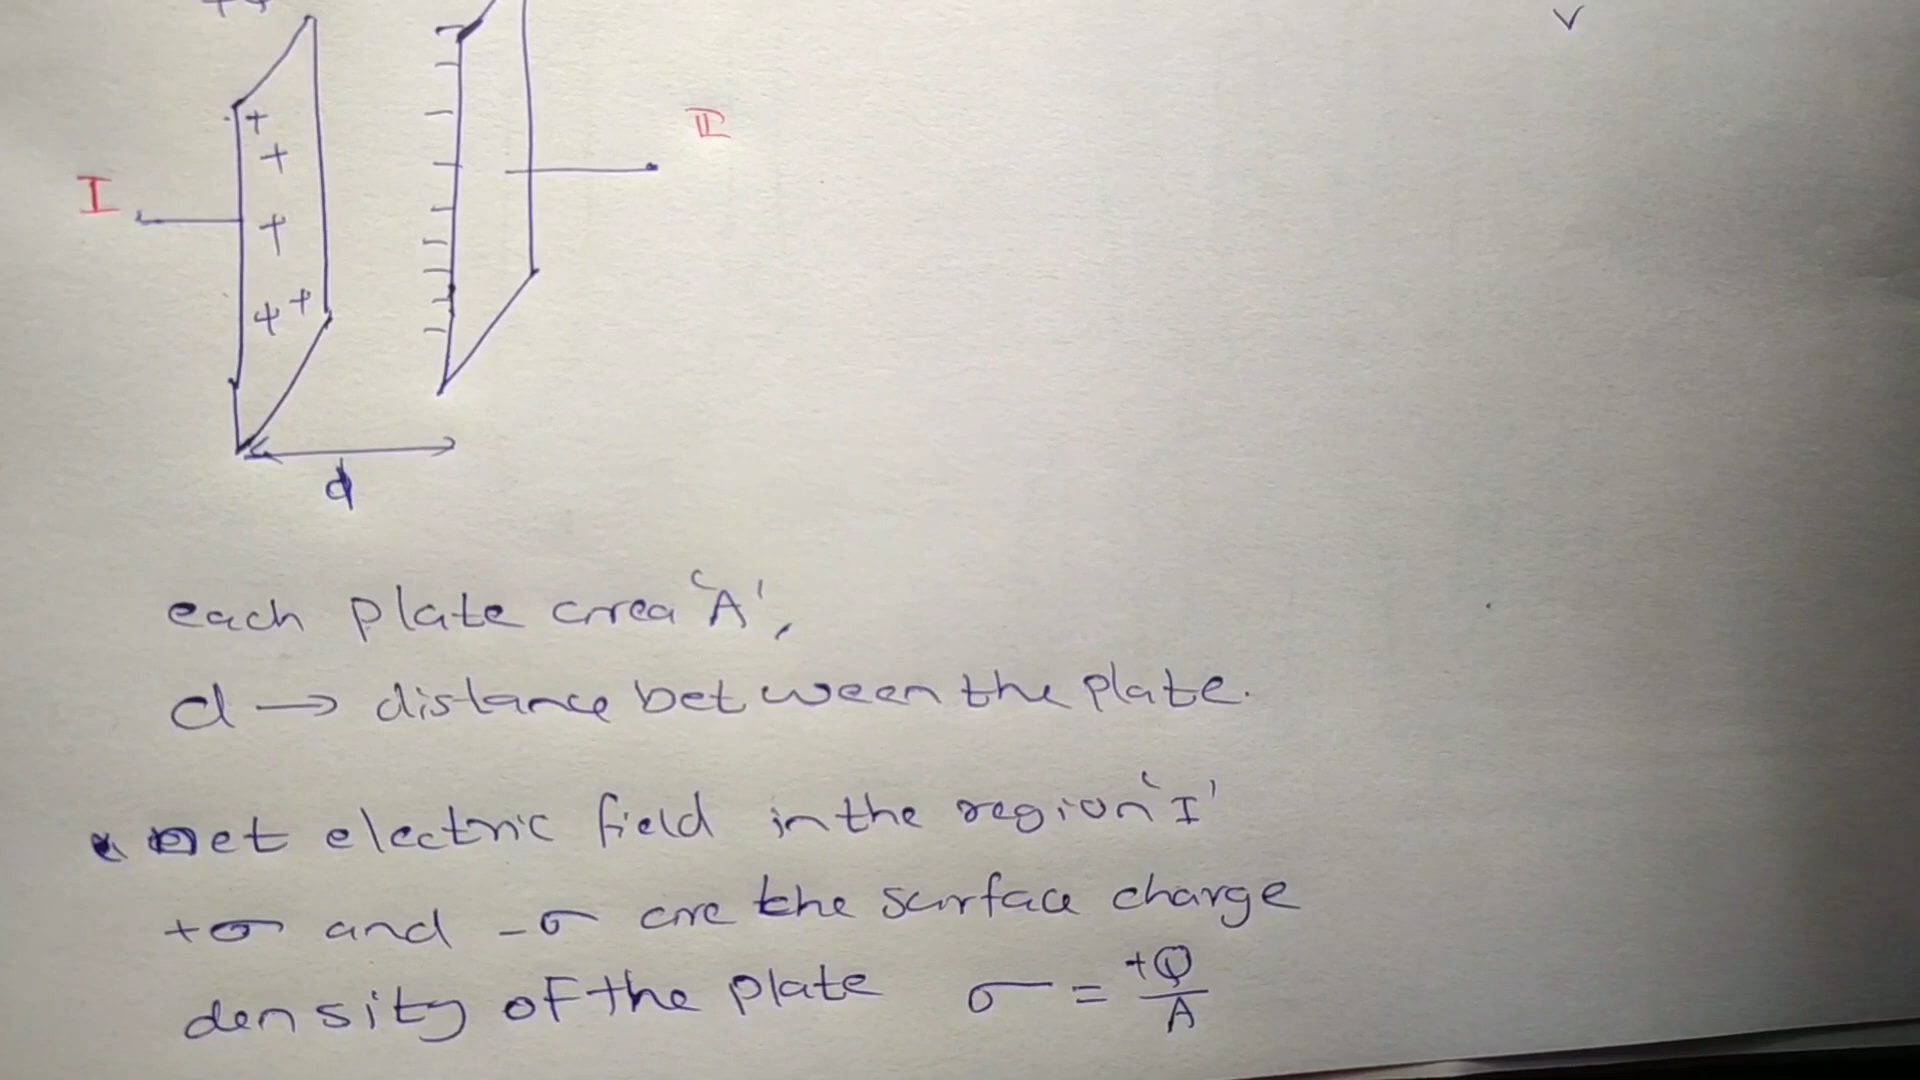 I
II
d
each plate area 'A',
d → distance between the plate.
net electric field in the region 'I'
+σ and -σ are the surface charge
density of the plate σ = +Q/A